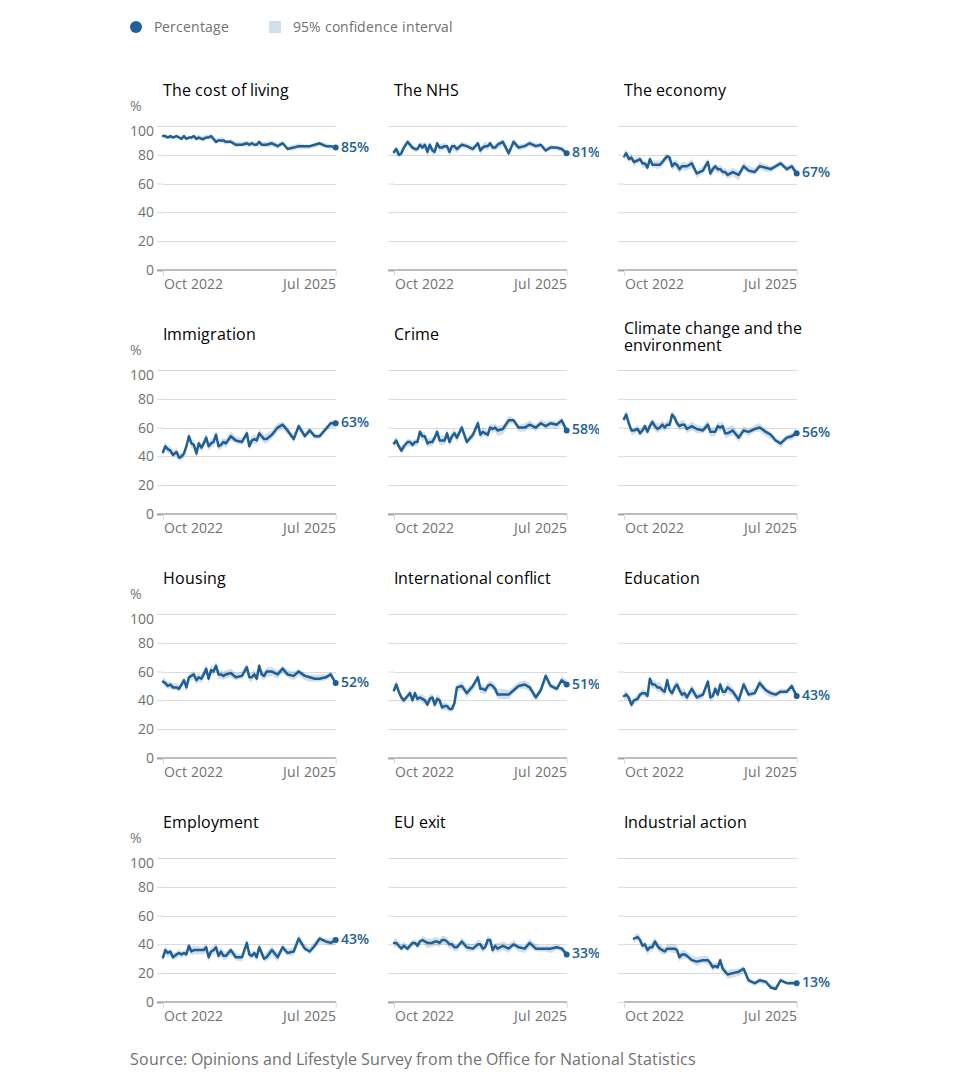 Percentage 95% confidence interval
The cost of living The NHS The economy
%
100
80
60
40
20
0
85% 81% 67%
Oct 2022 Jul 2025 Oct 2022 Jul 2025 Oct 2022 Jul 2025
Immigration Crime Climate change and the
environment
%
100
80
60
40
20
0
63% 58% 56%
Oct 2022 Jul 2025 Oct 2022 Jul 2025 Oct 2022 Jul 2025
Housing International conflict Education
%
100
80
60
40
20
0
52% 51% 43%
Oct 2022 Jul 2025 Oct 2022 Jul 2025 Oct 2022 Jul 2025
Employment EU exit Industrial action
%
100
80
60
40
20
0
43% 33% 13%
Oct 2022 Jul 2025 Oct 2022 Jul 2025 Oct 2022 Jul 2025
Source: Opinions and Lifestyle Survey from the Office for National Statistics